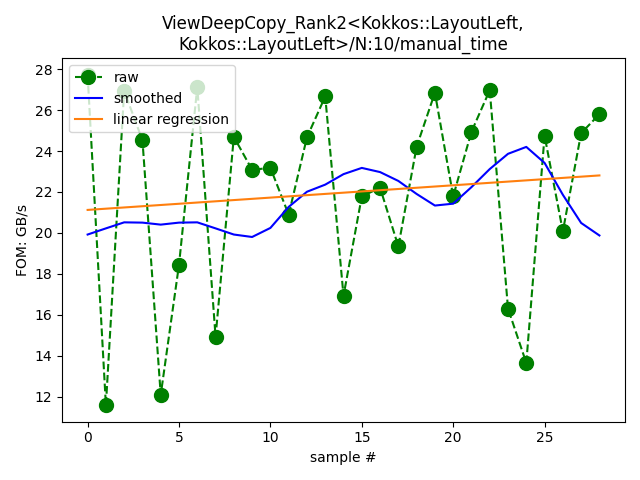 ViewDeepCopy_Rank2<Kokkos::LayoutLeft,
Kokkos::LayoutLeft>/N:10/manual_time
raw
smoothed
linear regression
FOM: GB/s
28
26
24
22
20
18
16
14
12
0
5
10
15
20
25
sample #